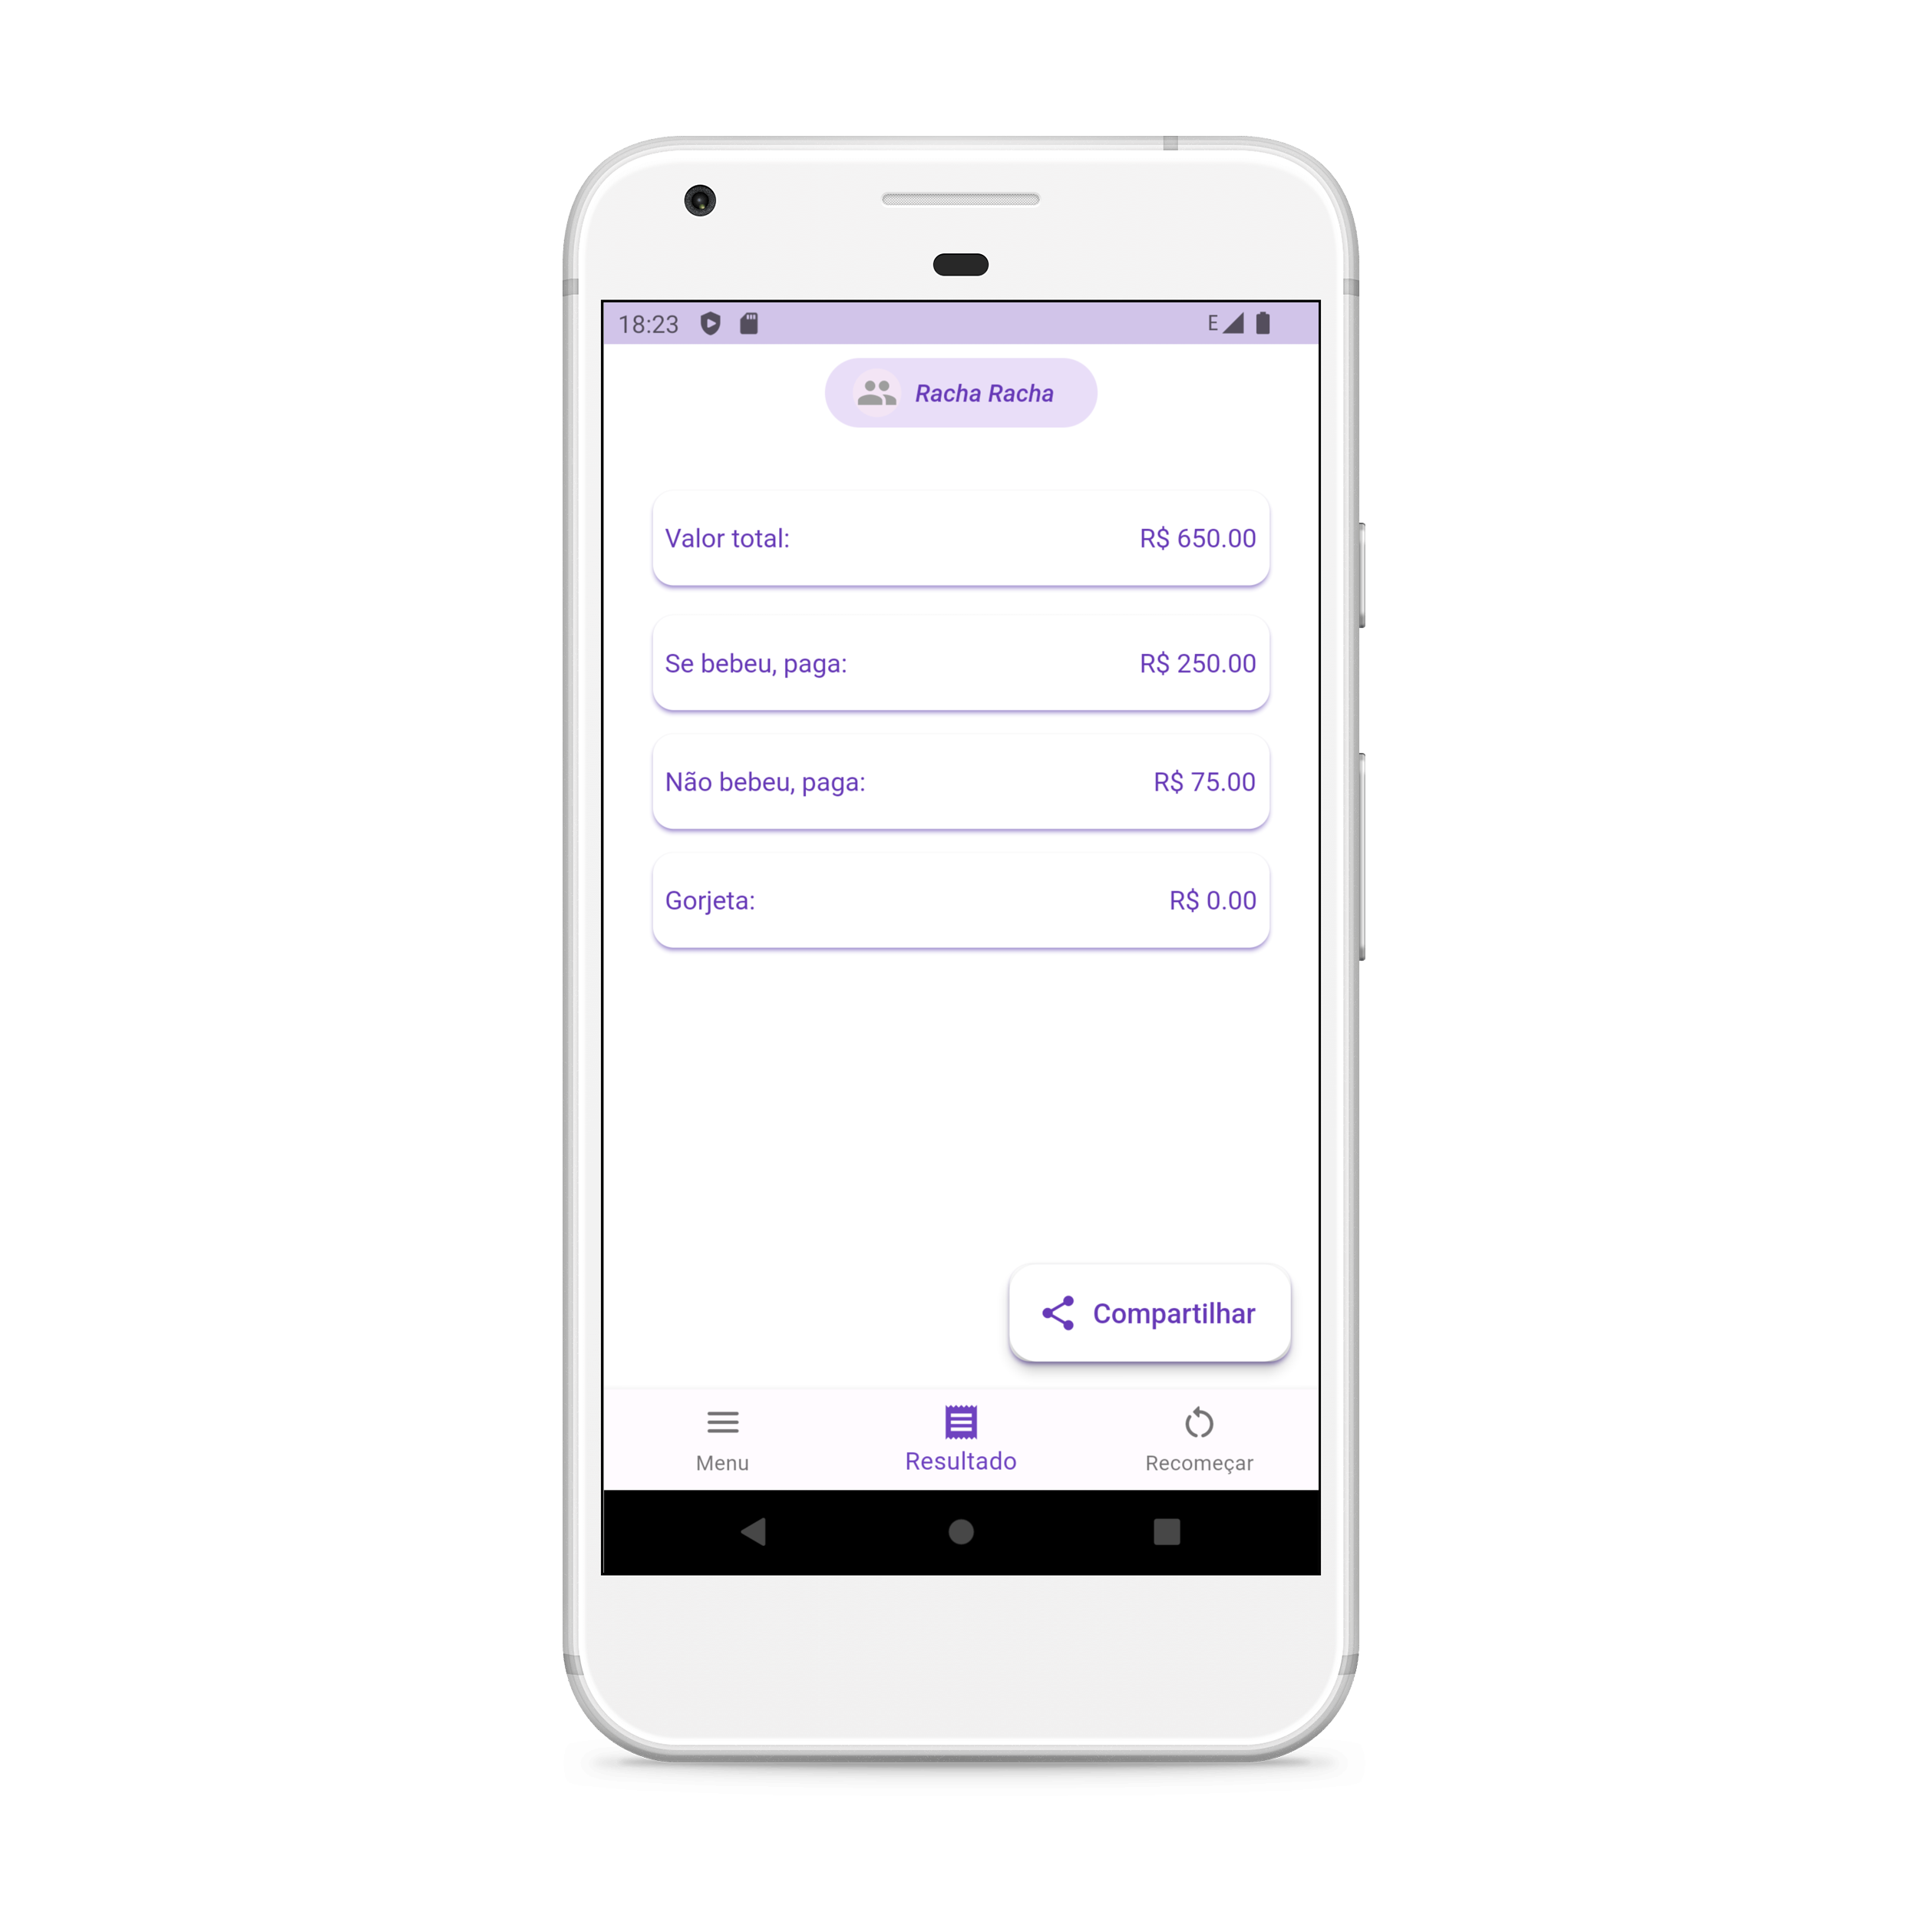 18:23 E
Racha Racha
Valor total: R$ 650.00
Se bebeu, paga: R$ 250.00
Não bebeu, paga: R$ 75.00
Gorjeta: R$ 0.00
Compartilhar
Menu Resultado Recomeçar